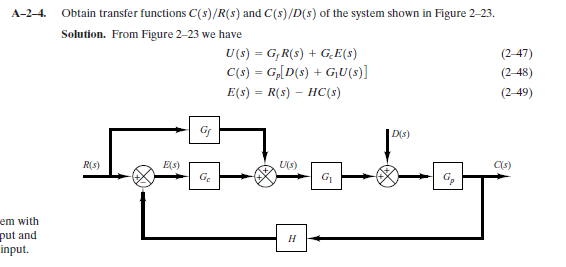 A–2–4. Obtain transfer functions C(s)/R(s) and C(s)/D(s) of the system shown in Figure 2–23.
Solution. From Figure 2–23 we have
U(s) = G_f R(s) + G_c E(s) (2–47)
C(s) = G_p[D(s) + G_1U(s)] (2–48)
E(s) = R(s) − HC(s) (2–49)
G_f
D(s)
R(s) E(s) U(s) C(s)
+ − G_c + + G_1 + + G_p
em with
put and
input.
H